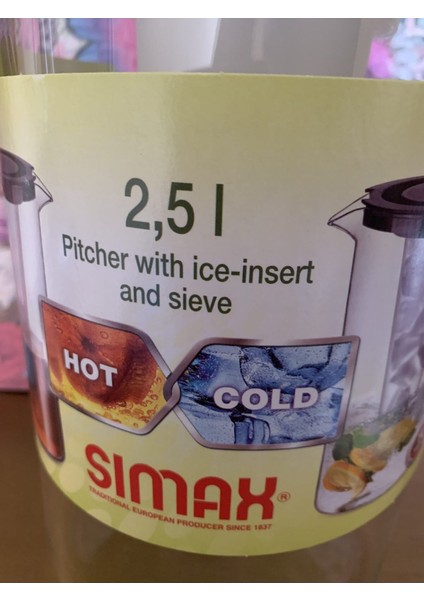 2,5 l
Pitcher with ice-insert
and sieve
HOT
COLD
SIMAX®
TRADITIONAL EUROPEAN PRODUCER SINCE 1837